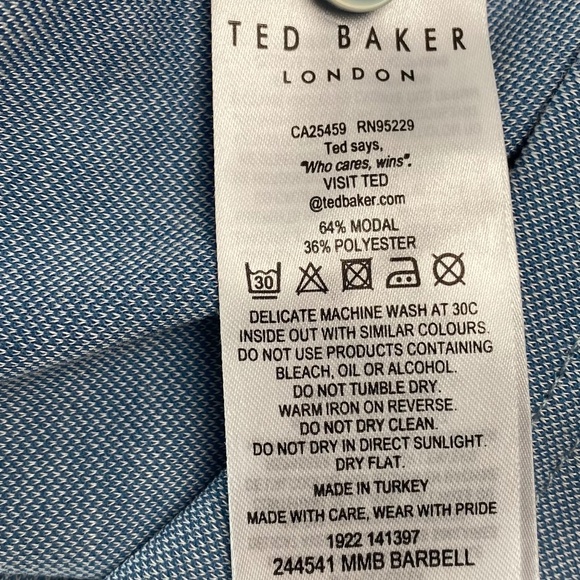 TED BAKER
LONDON
CA25459 RN95229
Ted says,
"Who cares, wins".
VISIT TED
@tedbaker.com
64% MODAL
36% POLYESTER
30
DELICATE MACHINE WASH AT 30C
INSIDE OUT WITH SIMILAR COLOURS.
DO NOT USE PRODUCTS CONTAINING
BLEACH, OIL OR ALCOHOL.
DO NOT TUMBLE DRY.
WARM IRON ON REVERSE.
DO NOT DRY CLEAN.
DO NOT DRY IN DIRECT SUNLIGHT.
DRY FLAT.
MADE IN TURKEY
MADE WITH CARE, WEAR WITH PRIDE
1922 141397
244541 MMB BARBELL